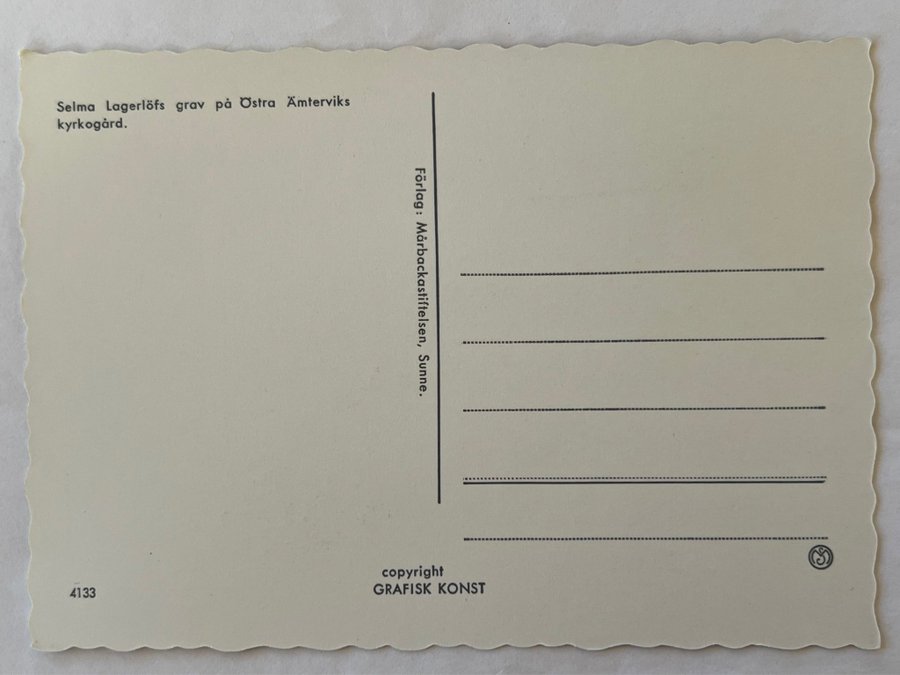 Selma Lagerlöfs grav på Östra Ämterviks
kyrkogård.
Förlag: Mårbackastiftelsen, Sunne.
4133
copyright
GRAFISK KONST